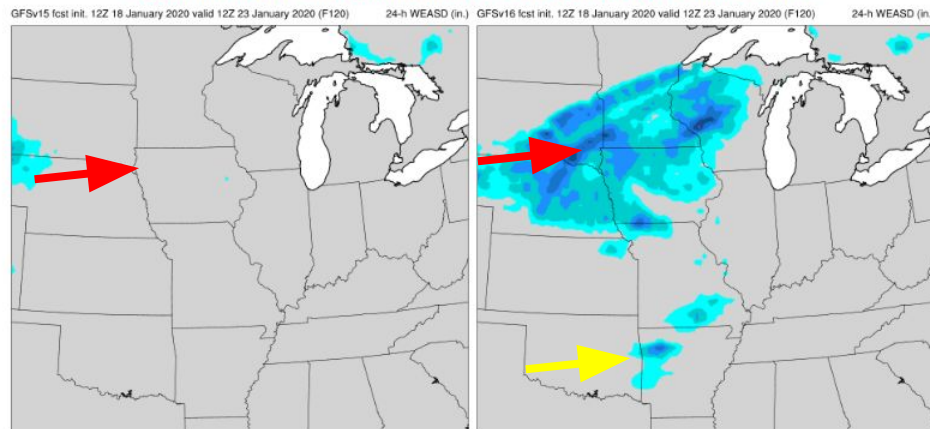 GFSv15 fcst init. 12Z 18 January 2020 valid 12Z 23 January 2020 (F120) 24-h WEASD (in.)
GFSv16 fcst init. 12Z 18 January 2020 valid 12Z 23 January 2020 (F120) 24-h WEASD (in.